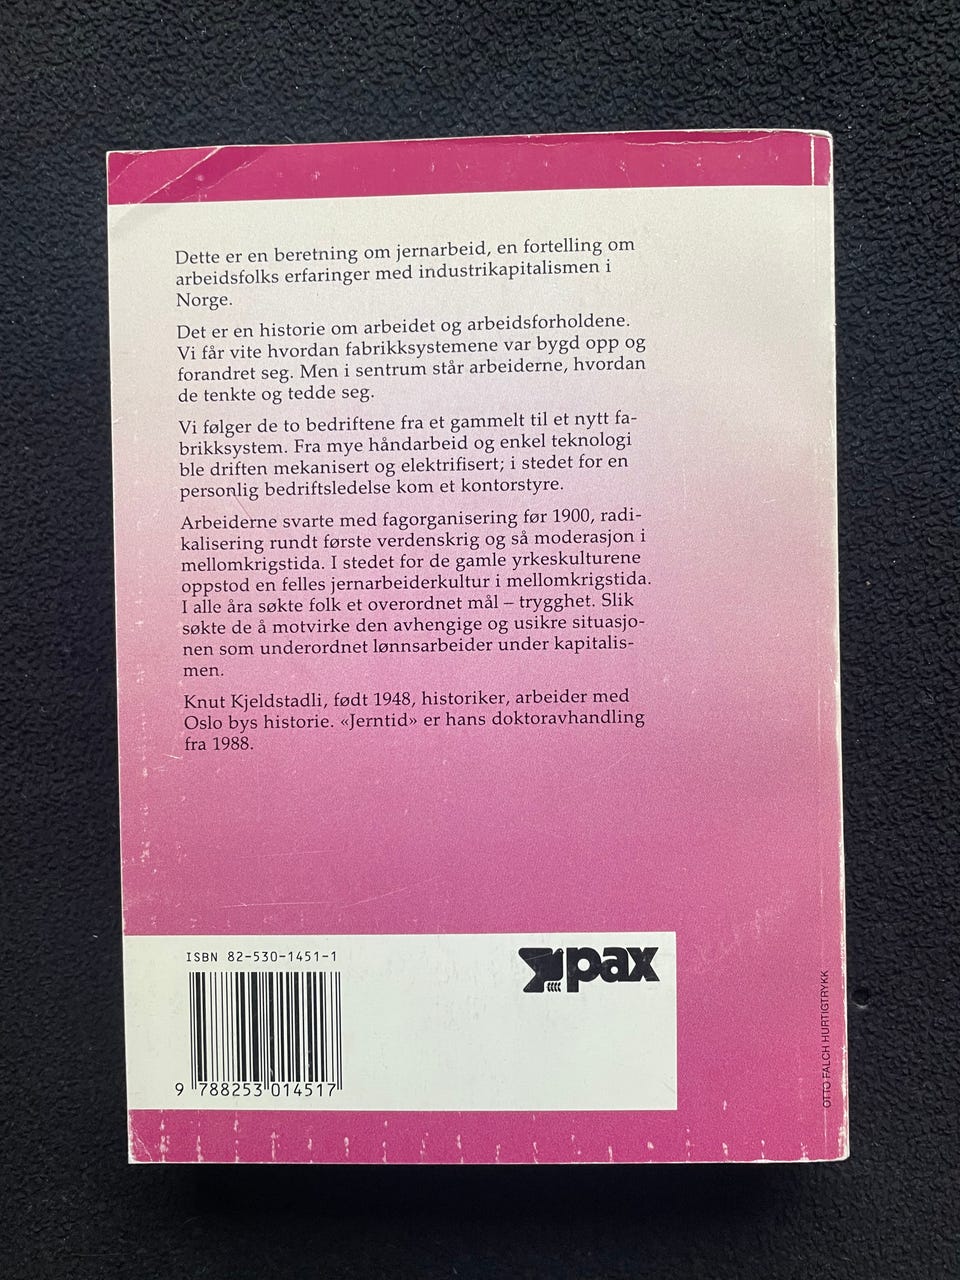 Dette er en beretning om jernarbeid, en fortelling om
arbeidsfolks erfaringer med industrikapitalismen i
Norge.
Det er en historie om arbeidet og arbeidsforholdene.
Vi får vite hvordan fabrikksystemene var bygd opp og
forandret seg. Men i sentrum står arbeiderne, hvordan
de tenkte og tedde seg.
Vi følger de to bedriftene fra et gammelt til et nytt fa-
brikksystem. Fra mye håndarbeid og enkel teknologi
ble driften mekanisert og elektrifisert; i stedet for en
personlig bedriftsledelse kom et kontorstyre.
Arbeiderne svarte med fagorganisering før 1900, radi-
kalisering rundt første verdenskrig og så moderasjon i
mellomkrigstida. I stedet for de gamle yrkeskulturene
oppstod en felles jernarbeiderkultur i mellomkrigstida.
I alle åra søkte folk et overordnet mål – trygghet. Slik
søkte de å motvirke den avhengige og usikre situasjo-
nen som underordnet lønnsarbeider under kapitalis-
men.
Knut Kjeldstadli, født 1948, historiker, arbeider med
Oslo bys historie. «Jerntid» er hans doktoravhandling
fra 1988.
ISBN 82-530-1451-1
pax
9 788253 014517
OTTO FALCH HURTIGTRYKK